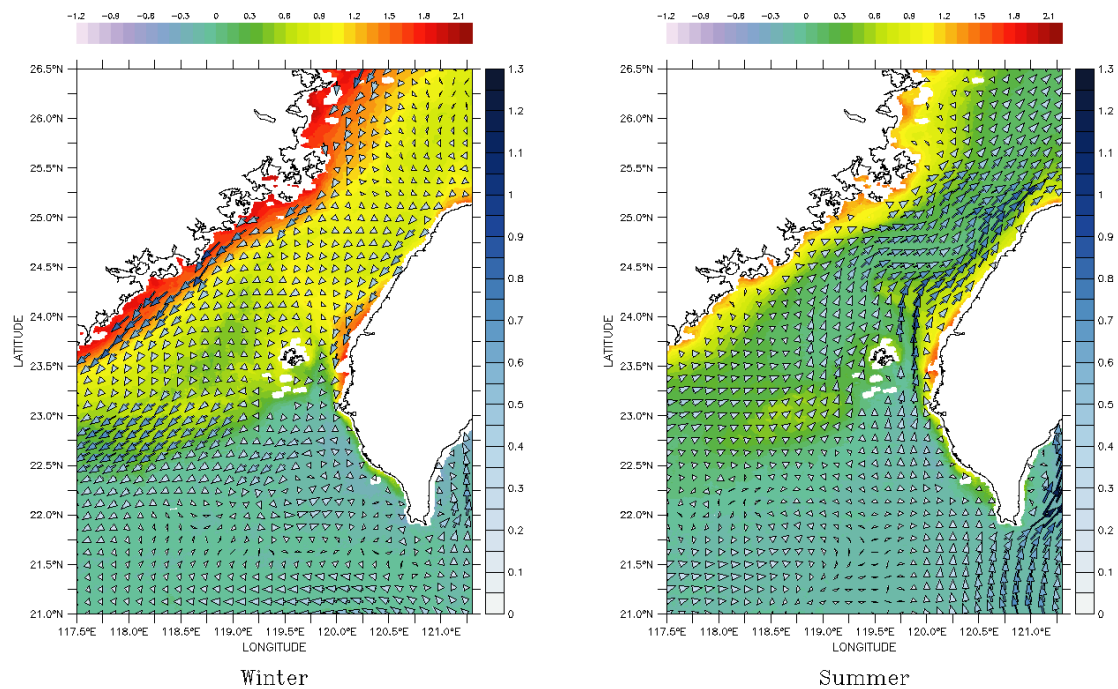 -1.2 -0.9 -0.6 -0.3 0 0.3 0.6 0.9 1.2 1.5 1.8 2.1
26.5°N
26.0°N
25.5°N
25.0°N
24.5°N
24.0°N
23.5°N
23.0°N
22.5°N
22.0°N
21.5°N
21.0°N
LATITUDE
117.5°E 118.0°E 118.5°E 119.0°E 119.5°E 120.0°E 120.5°E 121.0°E
LONGITUDE
1.3
1.2
1.1
1
0.9
0.8
0.7
0.6
0.5
0.4
0.3
0.2
0.1
0
Winter
-1.2 -0.9 -0.6 -0.3 0 0.3 0.6 0.9 1.2 1.5 1.8 2.1
26.5°N
26.0°N
25.5°N
25.0°N
24.5°N
24.0°N
23.5°N
23.0°N
22.5°N
22.0°N
21.5°N
21.0°N
LATITUDE
117.5°E 118.0°E 118.5°E 119.0°E 119.5°E 120.0°E 120.5°E 121.0°E
LONGITUDE
1.3
1.2
1.1
1
0.9
0.8
0.7
0.6
0.5
0.4
0.3
0.2
0.1
0
Summer